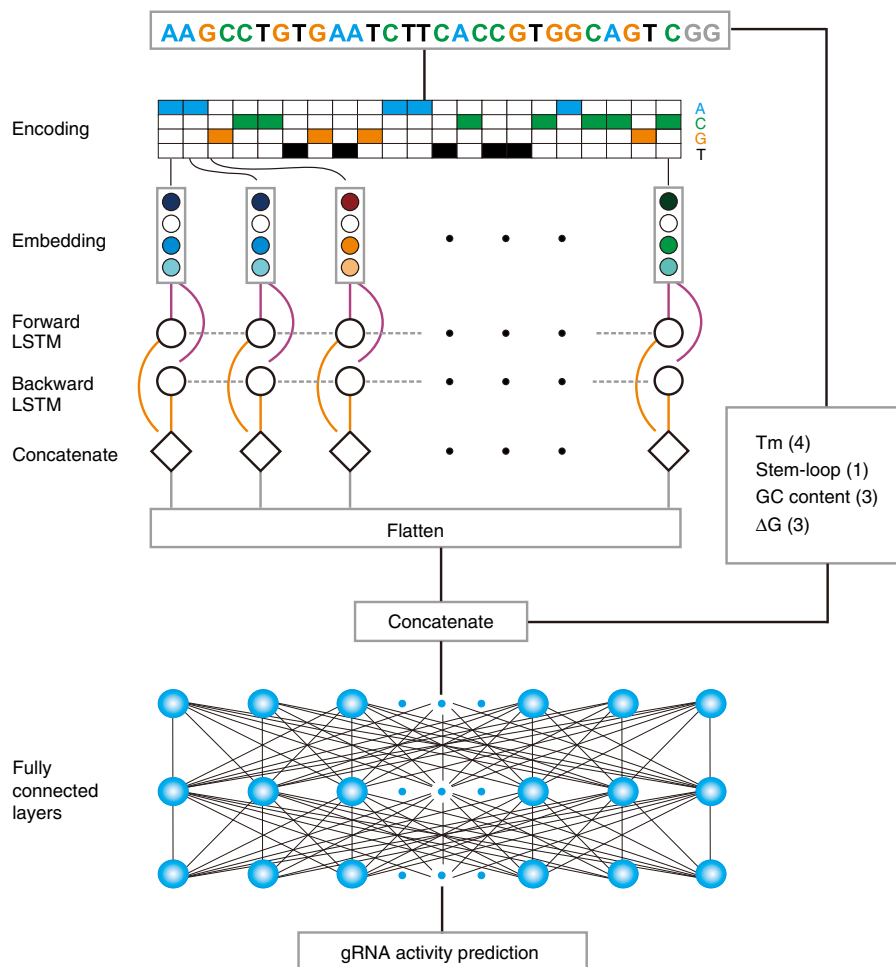 AAGCCTGTGAATCTTCACCGTGGCAGTCGG
Encoding
A
C
G
T
Embedding
Forward
LSTM
Backward
LSTM
Concatenate
Tm (4)
Stem-loop (1)
GC content (3)
ΔG (3)
Flatten
Concatenate
Fully
connected
layers
gRNA activity prediction